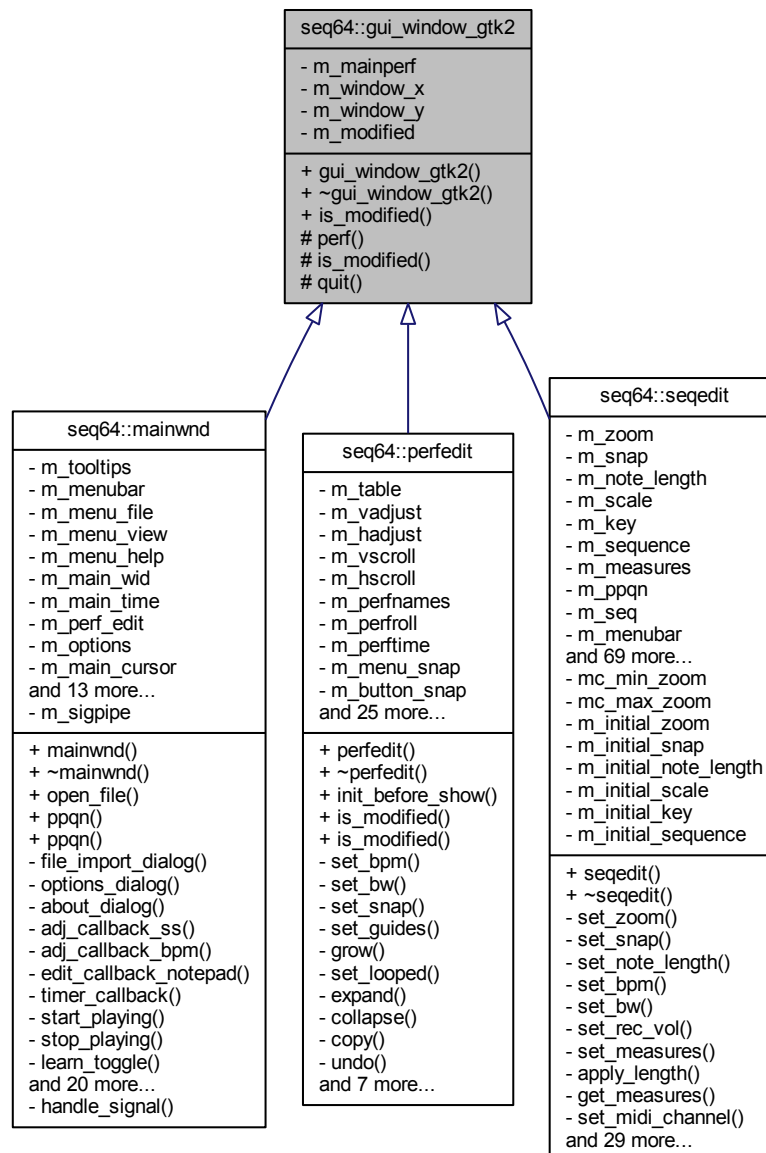 seq64::gui_window_gtk2
- m_mainperf
- m_window_x
- m_window_y
- m_modified
+ gui_window_gtk2()
+ ~gui_window_gtk2()
+ is_modified()
# perf()
# is_modified()
# quit()
seq64::mainwnd
- m_tooltips
- m_menubar
- m_menu_file
- m_menu_view
- m_menu_help
- m_main_wid
- m_main_time
- m_perf_edit
- m_options
- m_main_cursor
and 13 more...
- m_sigpipe
+ mainwnd()
+ ~mainwnd()
+ open_file()
+ ppqn()
+ ppqn()
- file_import_dialog()
- options_dialog()
- about_dialog()
- adj_callback_ss()
- adj_callback_bpm()
- edit_callback_notepad()
- timer_callback()
- start_playing()
- stop_playing()
- learn_toggle()
and 20 more...
- handle_signal()
seq64::perfedit
- m_table
- m_vadjust
- m_hadjust
- m_vscroll
- m_hscroll
- m_perfnames
- m_perfroll
- m_perftime
- m_menu_snap
- m_button_snap
and 25 more...
+ perfedit()
+ ~perfedit()
+ init_before_show()
+ is_modified()
+ is_modified()
- set_bpm()
- set_bw()
- set_snap()
- set_guides()
- grow()
- set_looped()
- expand()
- collapse()
- copy()
- undo()
and 7 more...
seq64::seqedit
- m_zoom
- m_snap
- m_note_length
- m_scale
- m_key
- m_sequence
- m_measures
- m_ppqn
- m_seq
- m_menubar
and 69 more...
- mc_min_zoom
- mc_max_zoom
- m_initial_zoom
- m_initial_snap
- m_initial_note_length
- m_initial_scale
- m_initial_key
- m_initial_sequence
+ seqedit()
+ ~seqedit()
- set_zoom()
- set_snap()
- set_note_length()
- set_bpm()
- set_bw()
- set_rec_vol()
- set_measures()
- apply_length()
- get_measures()
- set_midi_channel()
and 29 more...